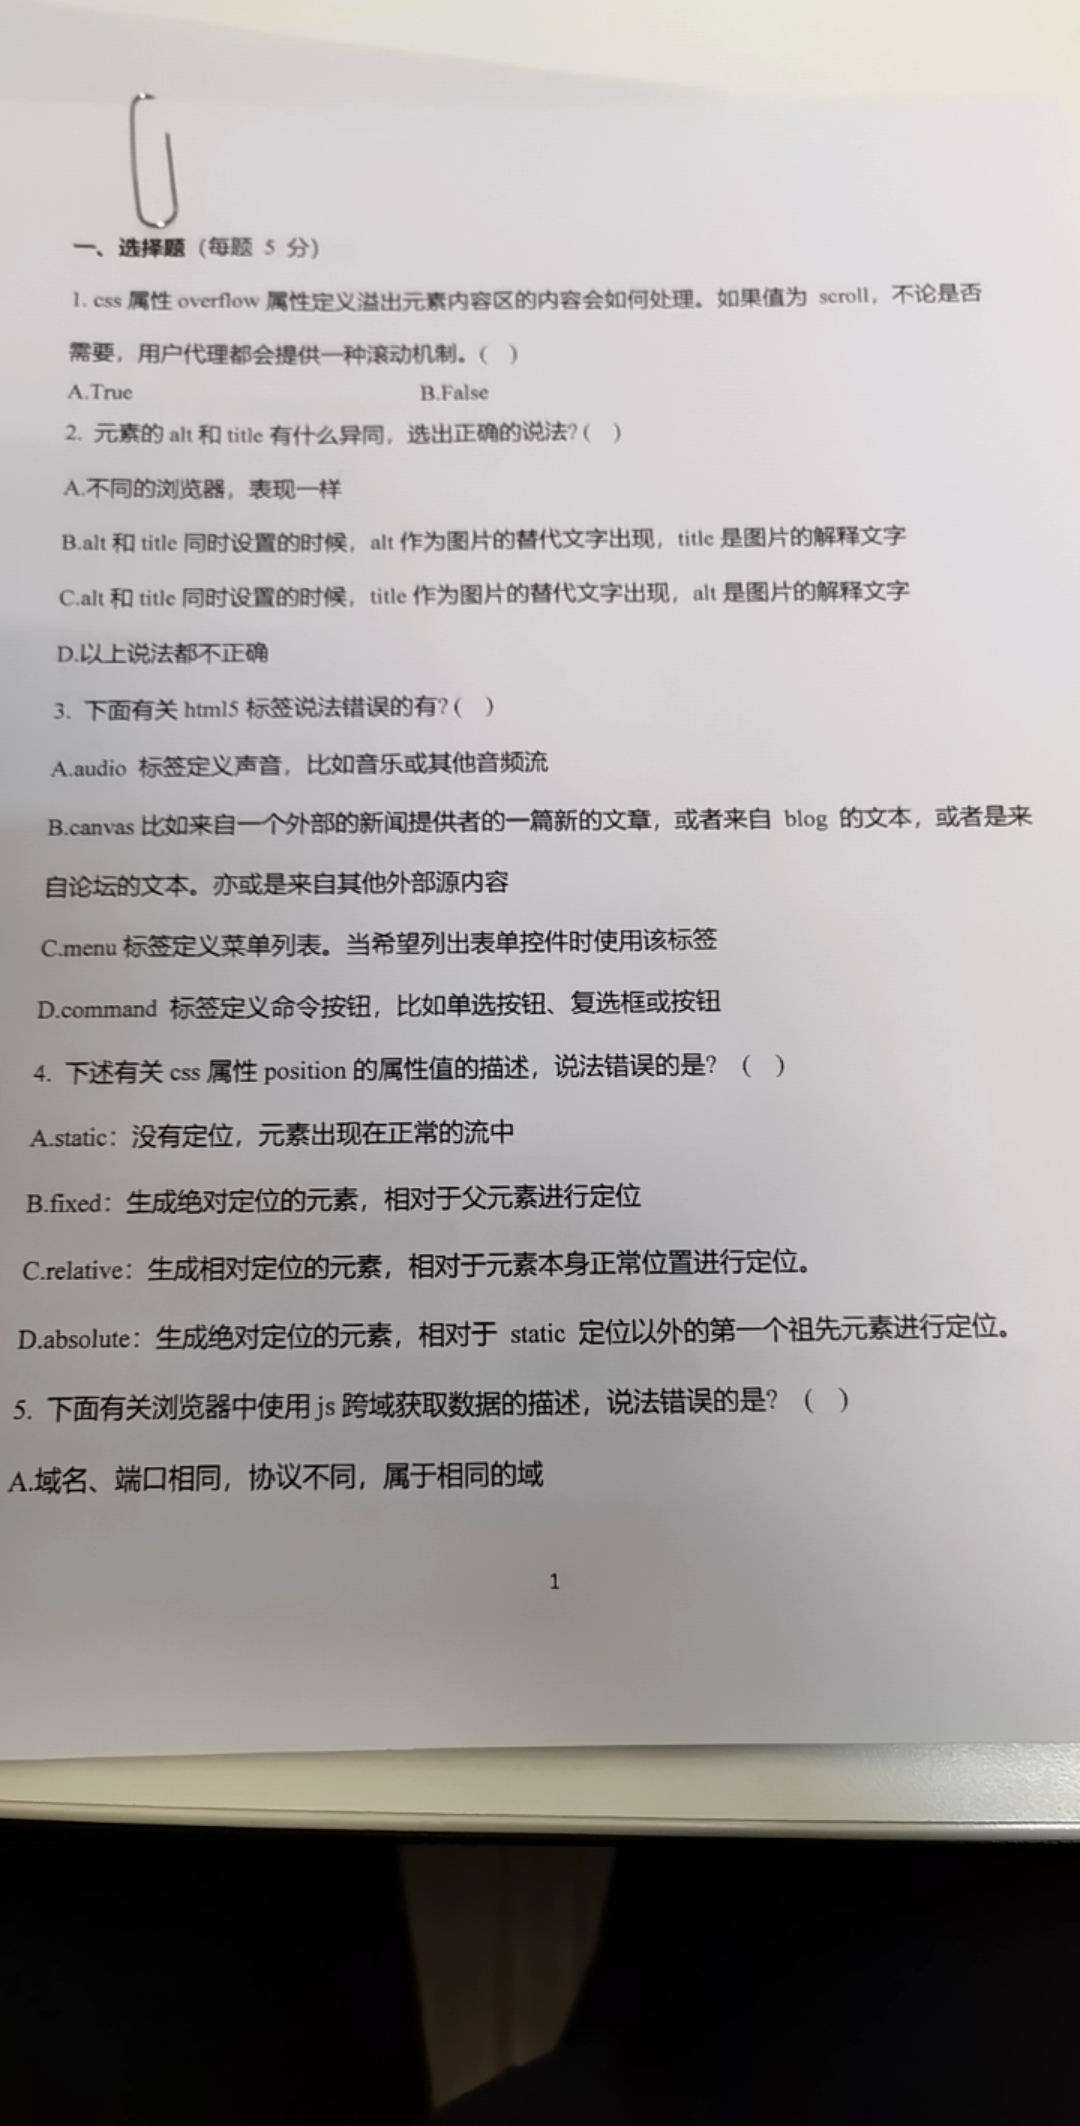 一、选择题（每题 5 分）
1. css 属性 overflow 属性定义溢出元素内容区的内容会如何处理。如果值为 scroll，不论是否
需要，用户代理都会提供一种滚动机制。( )
A.True B.False
2. 元素的 alt 和 title 有什么异同，选出正确的说法?( )
A.不同的浏览器，表现一样
B.alt 和 title 同时设置的时候，alt 作为图片的替代文字出现，title 是图片的解释文字
C.alt 和 title 同时设置的时候，title 作为图片的替代文字出现，alt 是图片的解释文字
D.以上说法都不正确
3. 下面有关 html5 标签说法错误的有?( )
A.audio 标签定义声音，比如音乐或其他音频流
B.canvas 比如来自一个外部的新闻提供者的一篇新的文章，或者来自 blog 的文本，或者是来
自论坛的文本。亦或是来自其他外部源内容
C.menu 标签定义菜单列表。当希望列出表单控件时使用该标签
D.command 标签定义命令按钮，比如单选按钮、复选框或按钮
4. 下述有关 css 属性 position 的属性值的描述，说法错误的是? ( )
A.static：没有定位，元素出现在正常的流中
B.fixed：生成绝对定位的元素，相对于父元素进行定位
C.relative：生成相对定位的元素，相对于元素本身正常位置进行定位。
D.absolute：生成绝对定位的元素，相对于 static 定位以外的第一个祖先元素进行定位。
5. 下面有关浏览器中使用 js 跨域获取数据的描述，说法错误的是? ( )
A.域名、端口相同，协议不同，属于相同的域
1